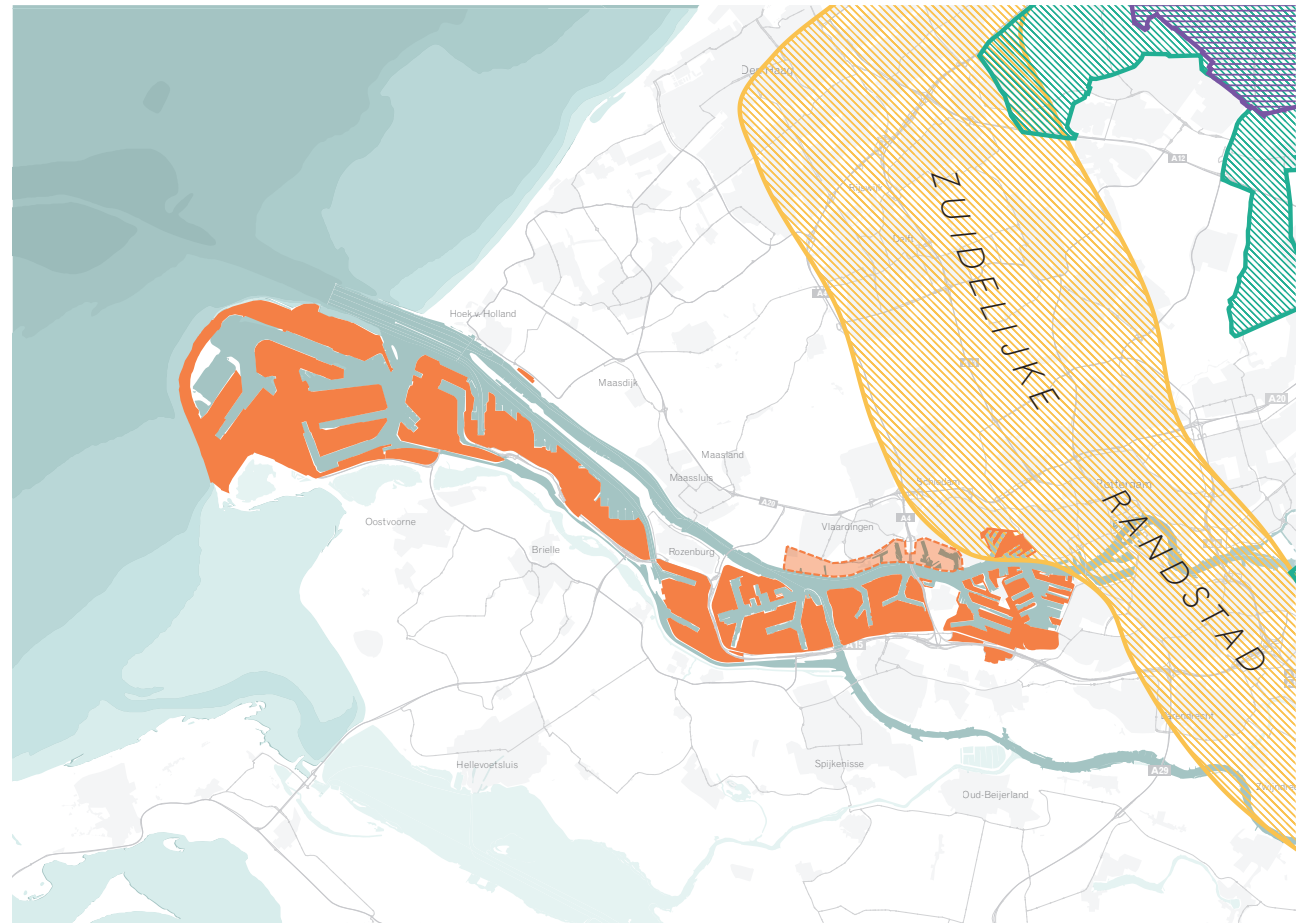 Den Haag
A12
Rijswijk
ZUIDELIJKE
Delft
A4
Hoek v. Holland
A13
Maasdijk
A20
Maasland
Maassluis
Schiedam
Rotterdam
A20
RANDSTAD
A4
Oostvoorne
Vlaardingen
Brielle
Rozenburg
A15
Hellevoetsluis
Spijkenisse
A29
Oud-Beijerland